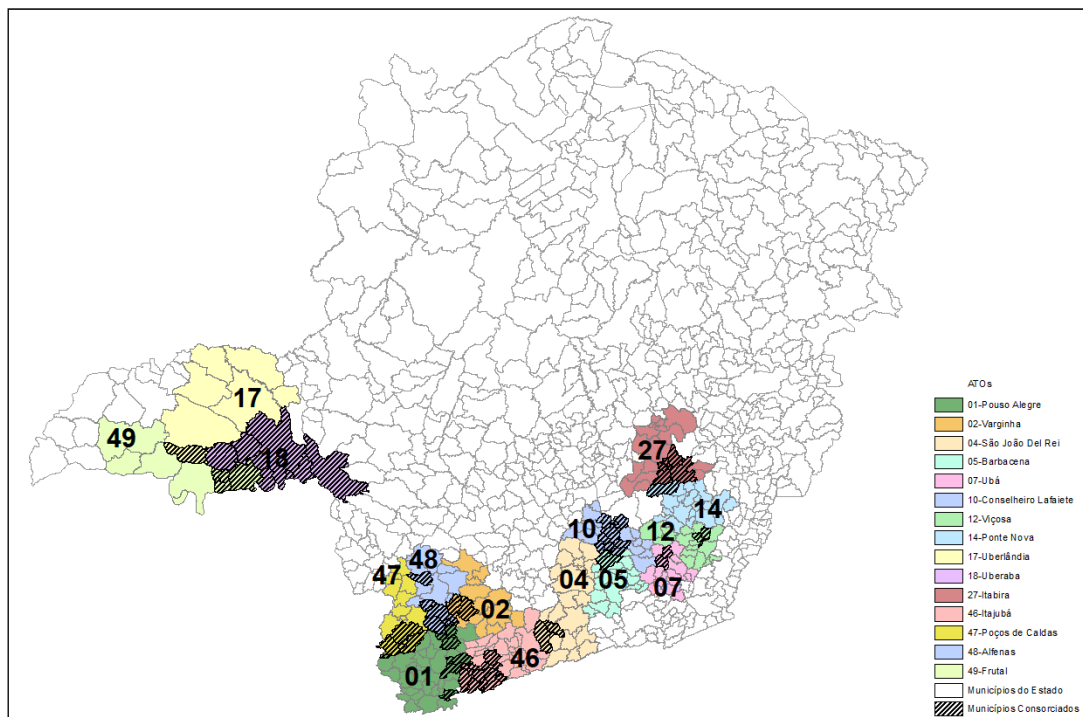 17
49
18
27
14
10
12
48
47
04
05
07
02
46
01
ATOs
01-Pouso Alegre
02-Varginha
04-São João Del Rei
05-Barbacena
07-Ubá
10-Conselheiro Lafaiete
12-Viçosa
14-Ponte Nova
17-Uberlândia
18-Uberaba
27-Itabira
46-Itajubá
47-Poços de Caldas
48-Alfenas
49-Frutal
Municípios do Estado
Municípios Consorciados